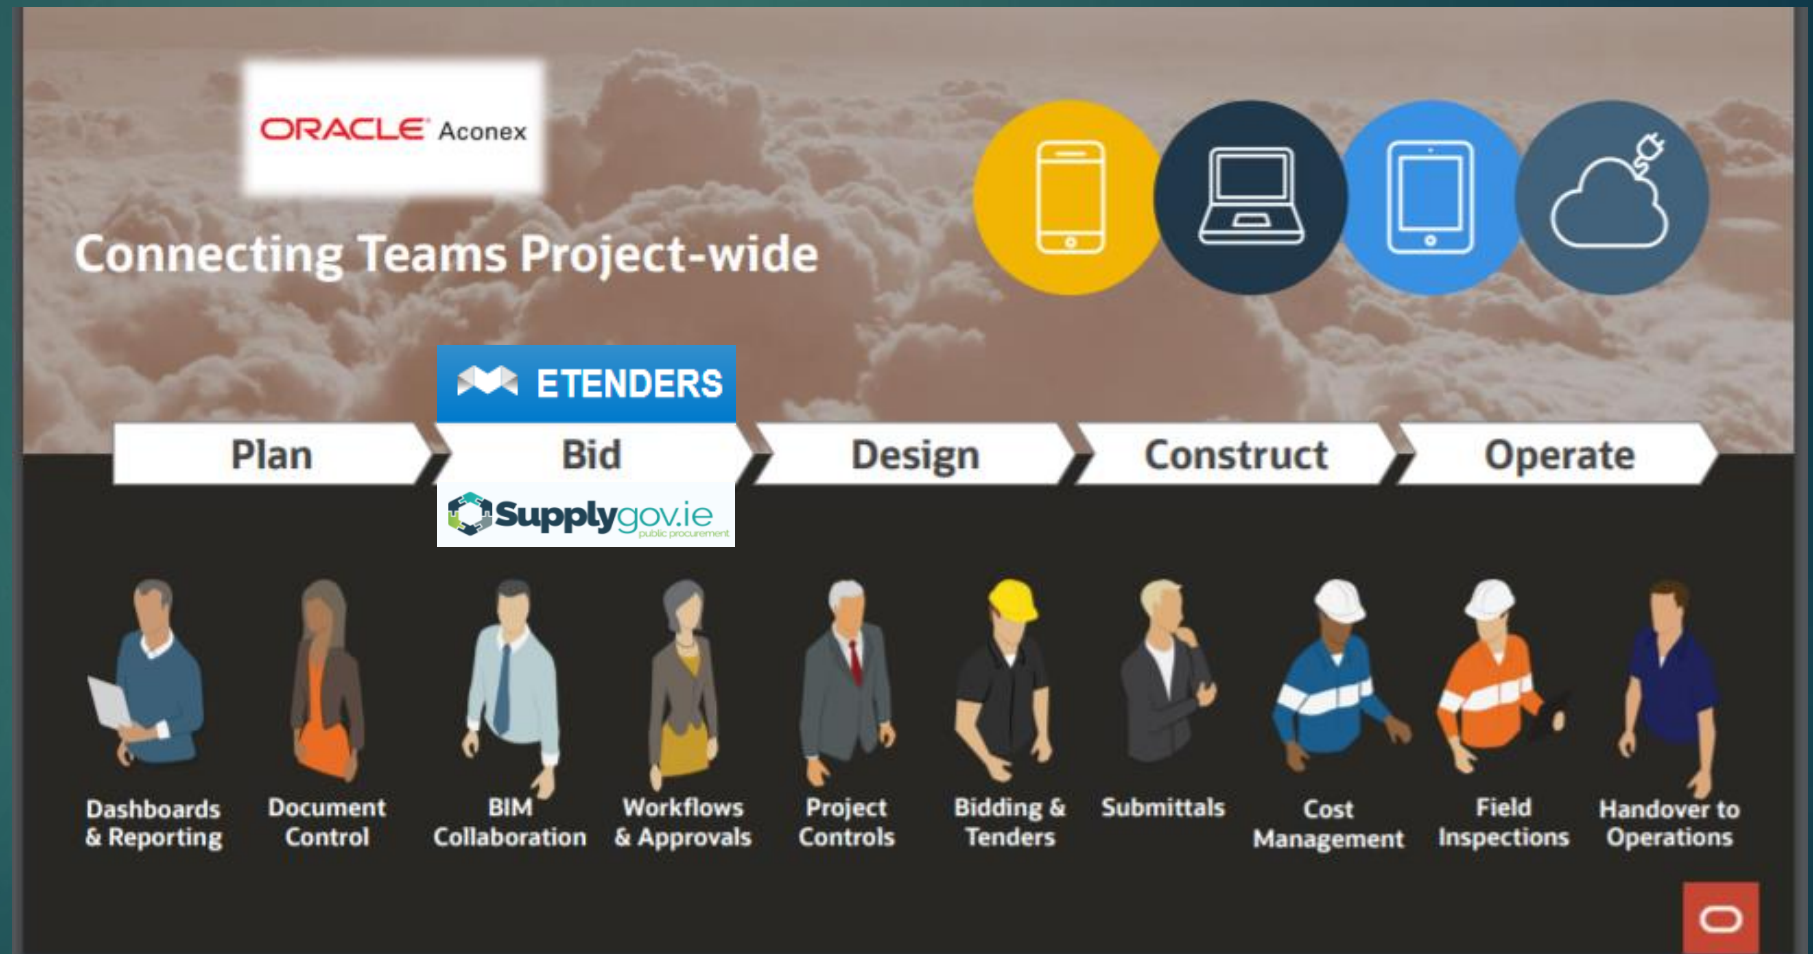 ORACLE Aconex
Connecting Teams Project-wide
ETENDERS
Plan
Bid
Design
Construct
Operate
Supplygov.ie
public procurement
Dashboards
& Reporting
Document
Control
BIM
Collaboration
Workflows
& Approvals
Project
Controls
Bidding &
Tenders
Submittals
Cost
Management
Field
Inspections
Handover to
Operations